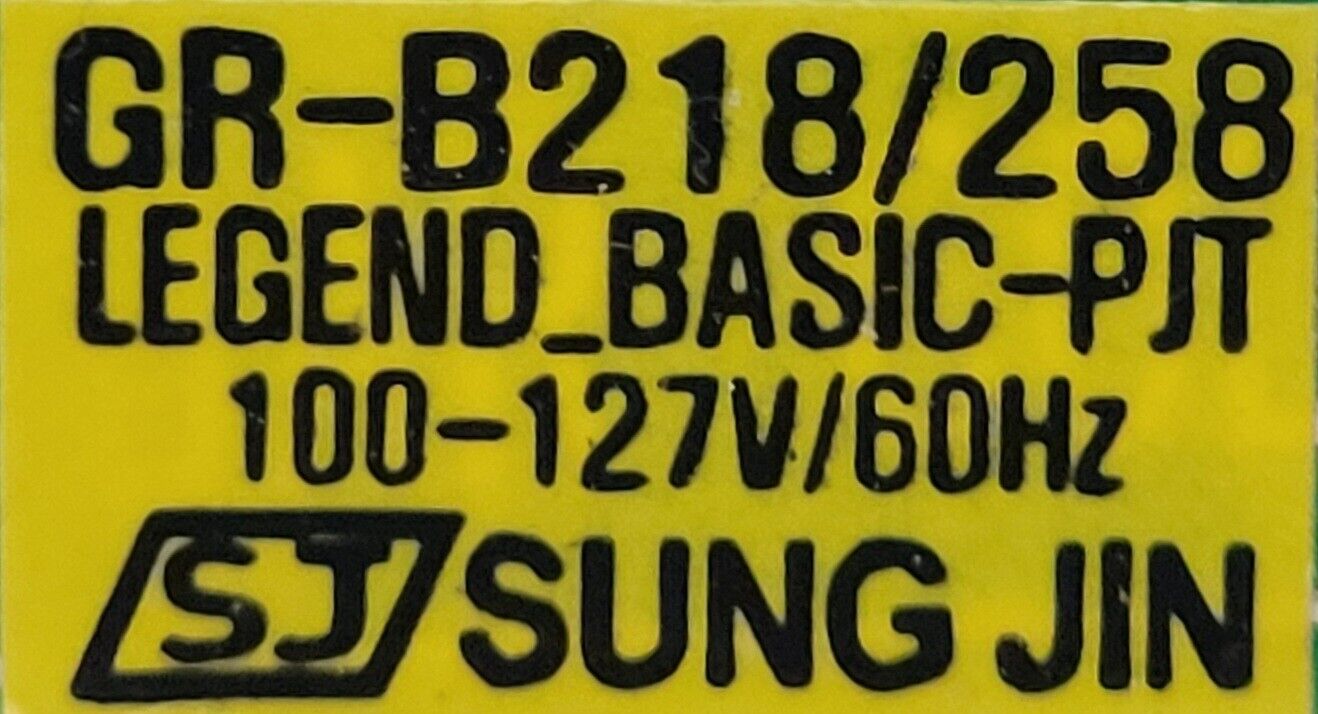 GR-B218/258
LEGEND_BASIC-PJT
100-127V/60Hz
SJ SUNG JIN